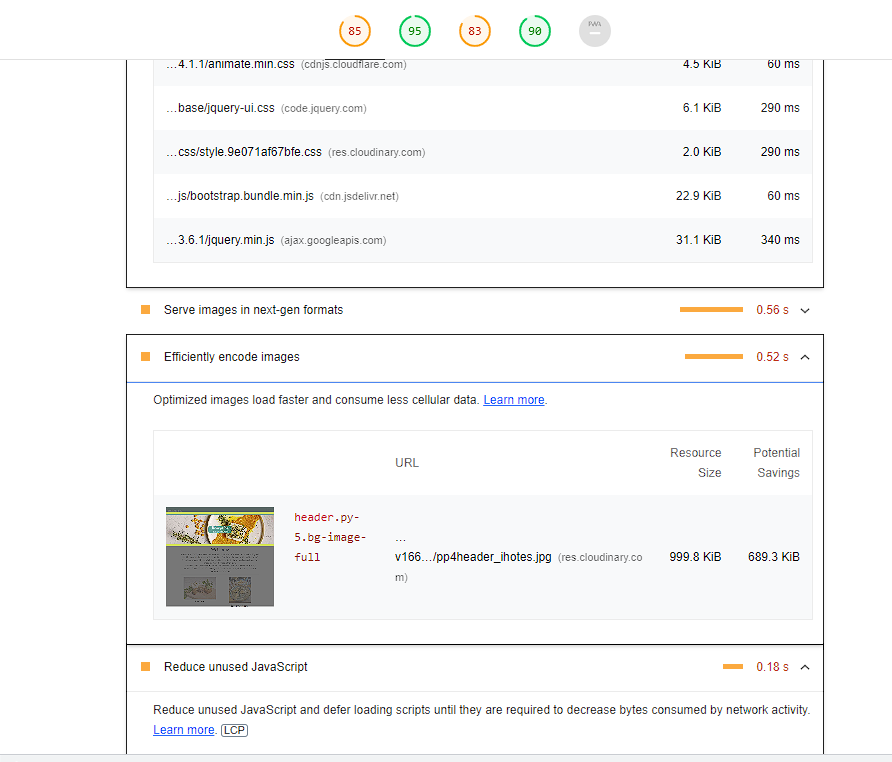 85 95 83 90 PWA
…4.1.1/animate.min.css (cdnjs.cloudflare.com) 4.5 KiB 60 ms
…base/jquery-ui.css (code.jquery.com) 6.1 KiB 290 ms
…css/style.9e071af67bfe.css (res.cloudinary.com) 2.0 KiB 290 ms
…js/bootstrap.bundle.min.js (cdn.jsdelivr.net) 22.9 KiB 60 ms
…3.6.1/jquery.min.js (ajax.googleapis.com) 31.1 KiB 340 ms
Serve images in next-gen formats 0.56 s
Efficiently encode images 0.52 s
Optimized images load faster and consume less cellular data. Learn more.
URL Resource Size Potential Savings
header.py-
5.bg-image-
full
…
v166…/pp4header_ihotes.jpg (res.cloudinary.co
m)
999.8 KiB 689.3 KiB
Reduce unused JavaScript 0.18 s
Reduce unused JavaScript and defer loading scripts until they are required to decrease bytes consumed by network activity.
Learn more. LCP